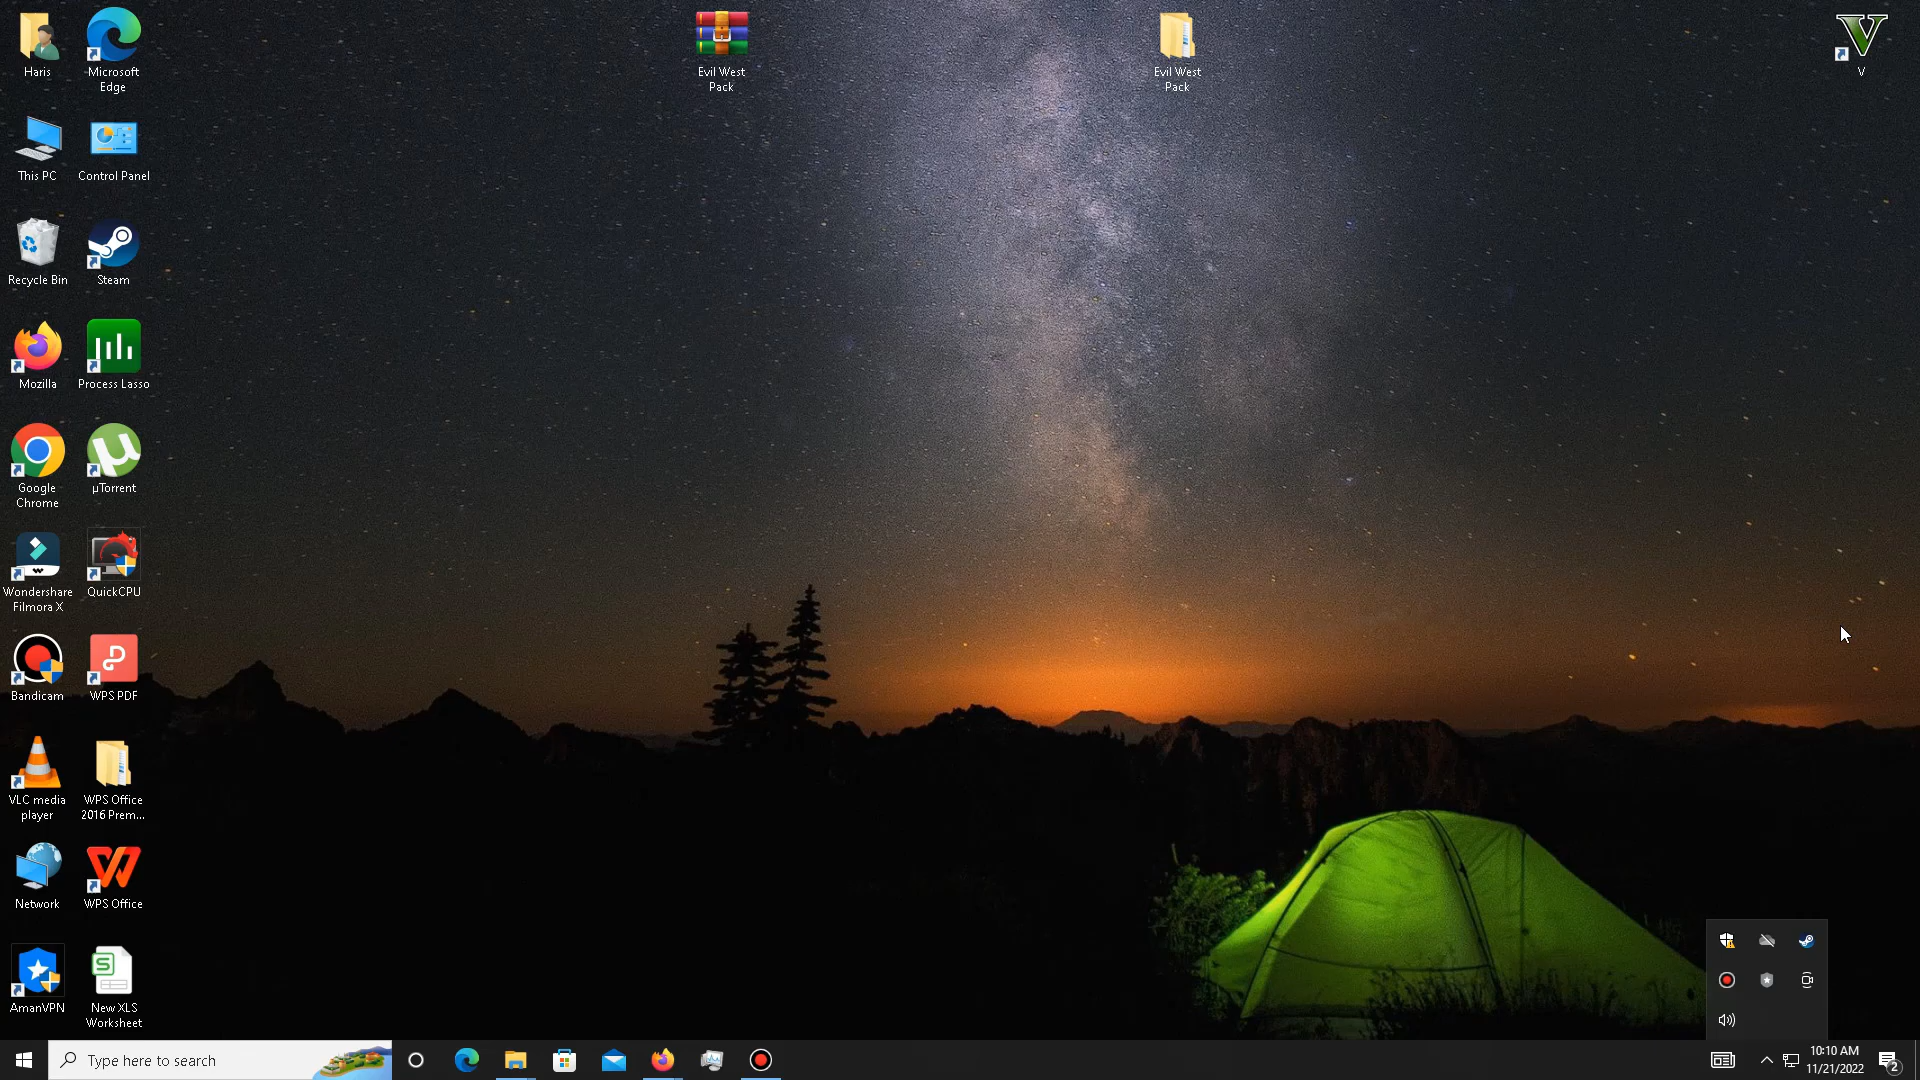 Haris
Microsoft
Edge
Evil West
Pack
Evil West
Pack
V
This PC
Control Panel
Recycle Bin
Steam
Mozilla
Process Lasso
Google
Chrome
µTorrent
Wondershare
Filmora X
QuickCPU
Bandicam
WPS PDF
VLC media
player
WPS Office
2016 Prem...
Network
WPS Office
AmanVPN
New XLS
Worksheet
Type here to search
10:10 AM
11/21/2022
2